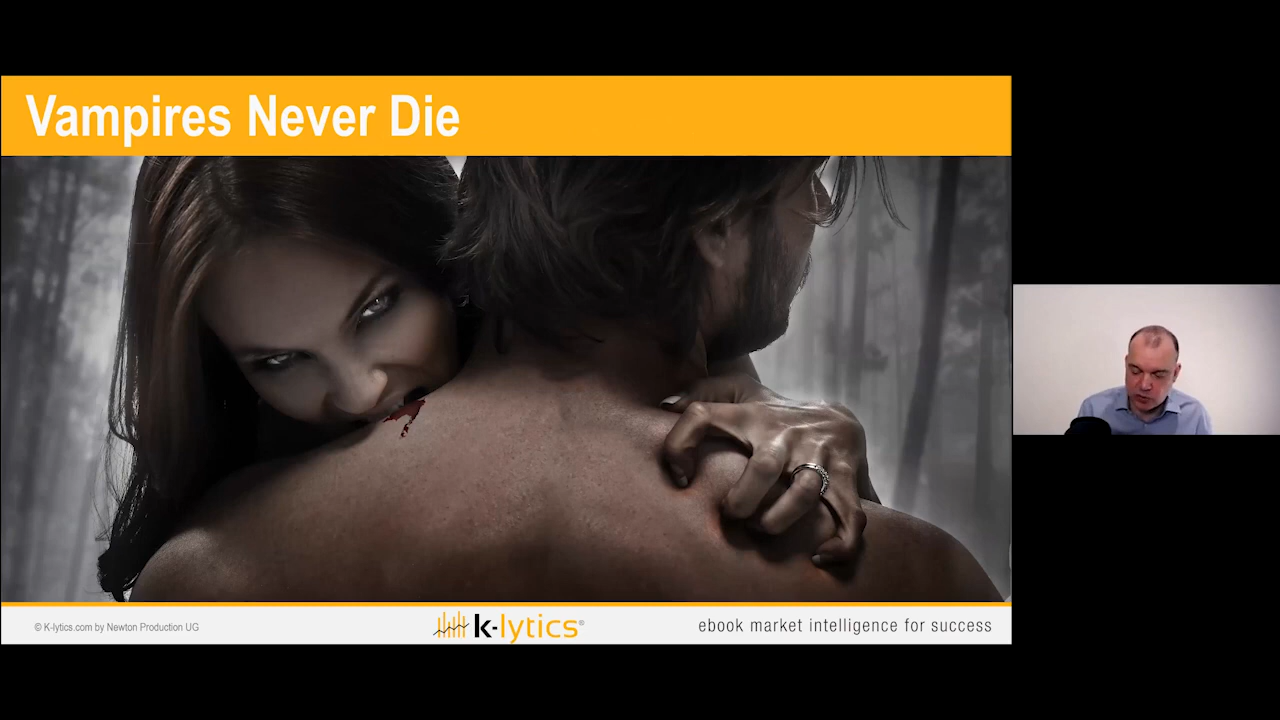 Vampires Never Die
© K-lytics.com by Newton Production UG
k-lytics®
ebook market intelligence for success